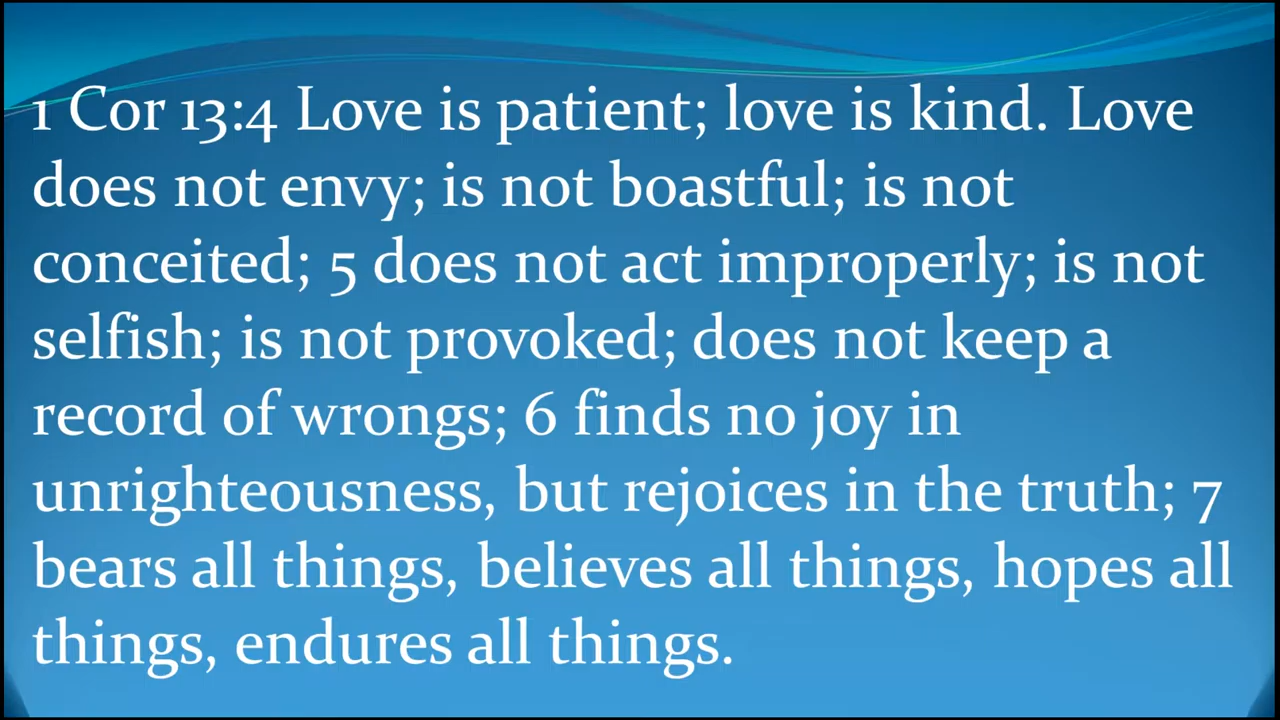 1 Cor 13:4 Love is patient; love is kind. Love
does not envy; is not boastful; is not
conceited; 5 does not act improperly; is not
selfish; is not provoked; does not keep a
record of wrongs; 6 finds no joy in
unrighteousness, but rejoices in the truth; 7
bears all things, believes all things, hopes all
things, endures all things.